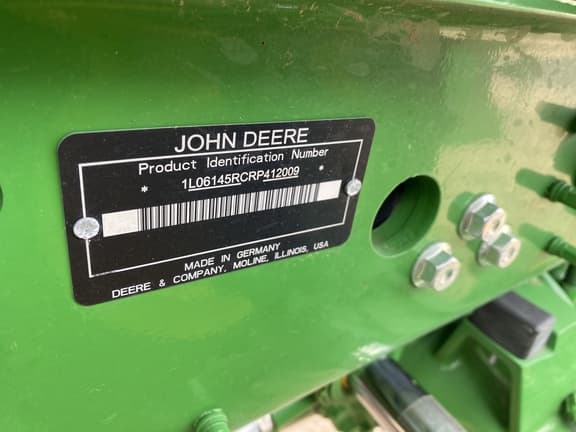 JOHN DEERE
Product Identification Number
* 1L06145RCRP412009 *
MADE IN GERMANY
DEERE & COMPANY, MOLINE, ILLINOIS, USA